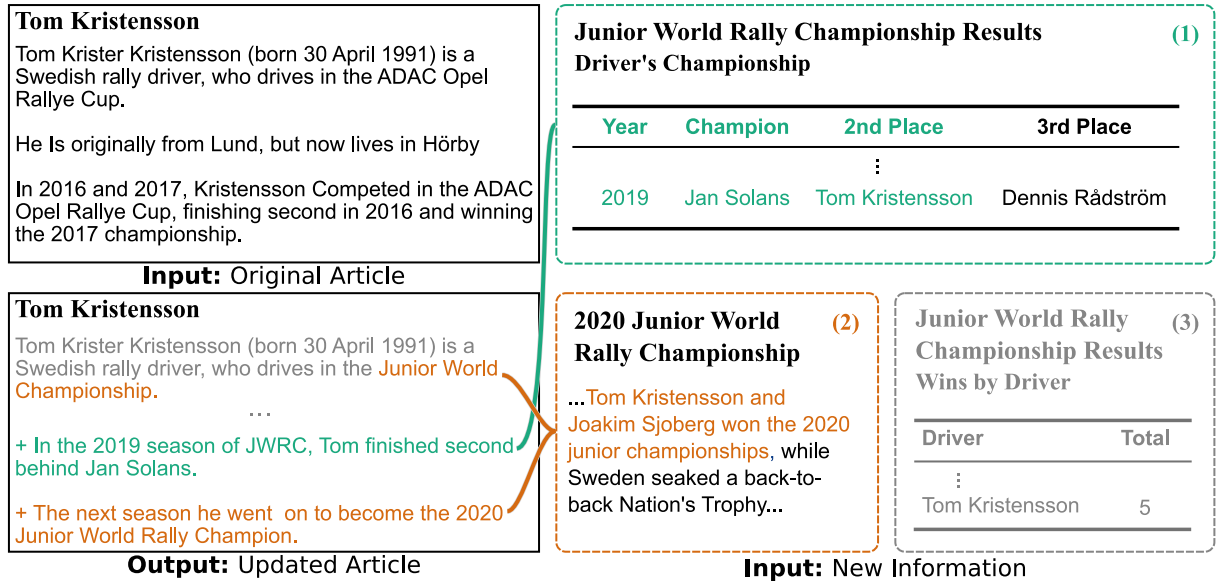 Tom Kristensson
Tom Krister Kristensson (born 30 April 1991) is a
Swedish rally driver, who drives in the ADAC Opel
Rallye Cup.
He Is originally from Lund, but now lives in Hörby
In 2016 and 2017, Kristensson Competed in the ADAC
Opel Rallye Cup, finishing second in 2016 and winning
the 2017 championship.
Input: Original Article
Junior World Rally Championship Results (1)
Driver's Championship
Year Champion 2nd Place 3rd Place
⋮
2019 Jan Solans Tom Kristensson Dennis Rådström
Tom Kristensson
Tom Krister Kristensson (born 30 April 1991) is a
Swedish rally driver, who drives in the Junior World
Championship.
...
+ In the 2019 season of JWRC, Tom finished second
behind Jan Solans.
+ The next season he went on to become the 2020
Junior World Rally Champion.
Output: Updated Article
2020 Junior World (2)
Rally Championship
...Tom Kristensson and
Joakim Sjoberg won the 2020
junior championships, while
Sweden seaked a back-to-
back Nation's Trophy...
Junior World Rally (3)
Championship Results
Wins by Driver
Driver Total
⋮
Tom Kristensson 5
Input: New Information